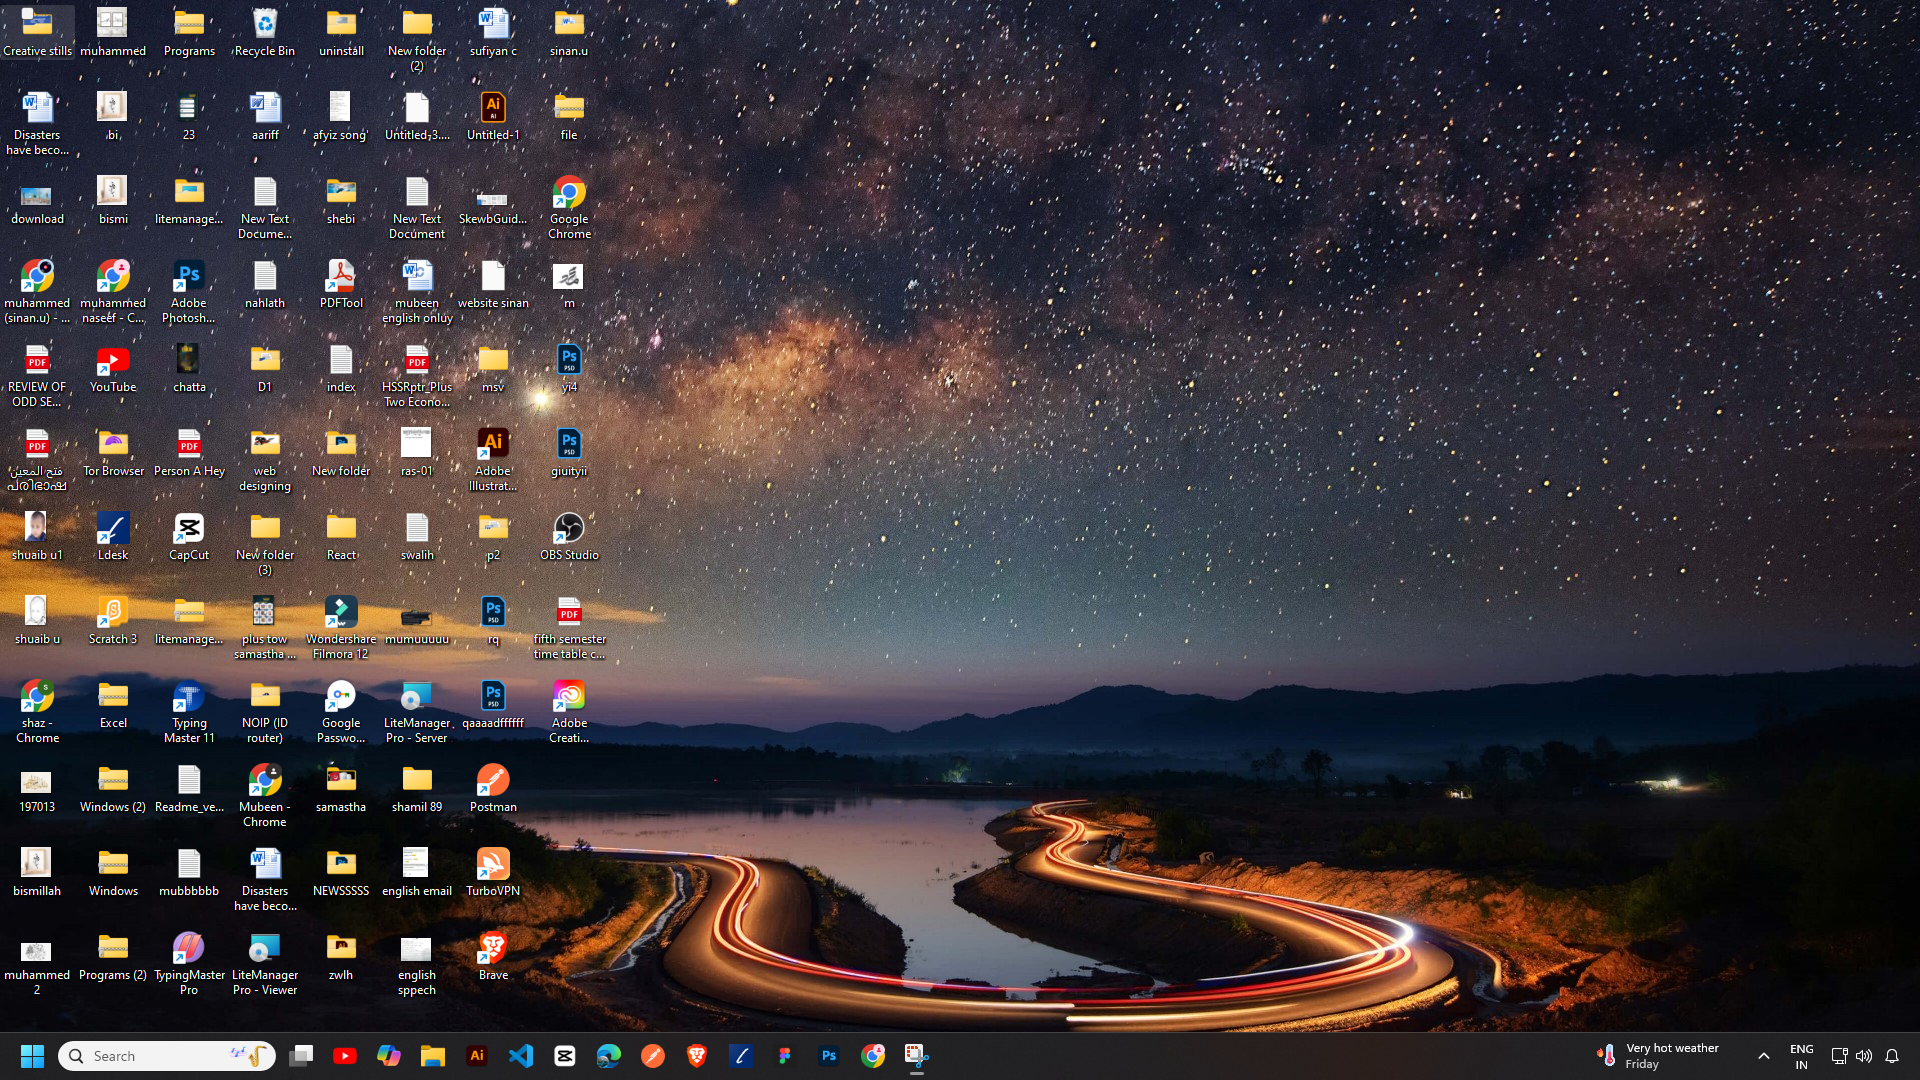 Creative stills
muhammed
Programs
Recycle Bin
uninstall
New folder
(2)
sufiyan c
sinan.u
Disasters
have beco...
bi
23
aariff
afyiz song'
Untitled-3....
Untitled-1
file
download
bismi
litemanage...
New Text
Docume...
shebi
New Text
Document
SkewbGuid...
Google
Chrome
muhammed
(sinan.u) - ...
muhammed
naseef - C...
Adobe
Photosh...
nahlath
PDFTool
mubeen
english onluy
website sinan
m
REVIEW OF
ODD SE...
YouTube
chatta
D1
index
HSSRptr_Plus
Two Econo...
msv
yi4
فتح المعين
പരിഭാഷ
Tor Browser
Person A Hey
web
designing
New folder
ras-01
Adobe
Illustrat...
giuityii
shuaib u1
Ldesk
CapCut
New folder
(3)
React
swalih
p2
OBS Studio
shuaib u
Scratch 3
litemanage...
plus tow
samastha ...
Wondershare
Filmora 12
mumuuuuu
rq
fifth semester
time table c...
shaz -
Chrome
Excel
Typing
Master 11
NOIP (ID
router)
Google
Passwo...
LiteManager
Pro - Server
qaaaadffffff
Adobe
Creati...
197013
Windows (2)
Readme_ve...
Mubeen -
Chrome
samastha
shamil 89
Postman
bismillah
Windows
mubbbbbb
Disasters
have beco...
NEWSSSSS
english email
TurboVPN
muhammed
2
Programs (2)
TypingMaster
Pro
LiteManager
Pro - Viewer
zwlh
english
sppech
Brave
Search
Very hot weather
Friday
ENG
IN